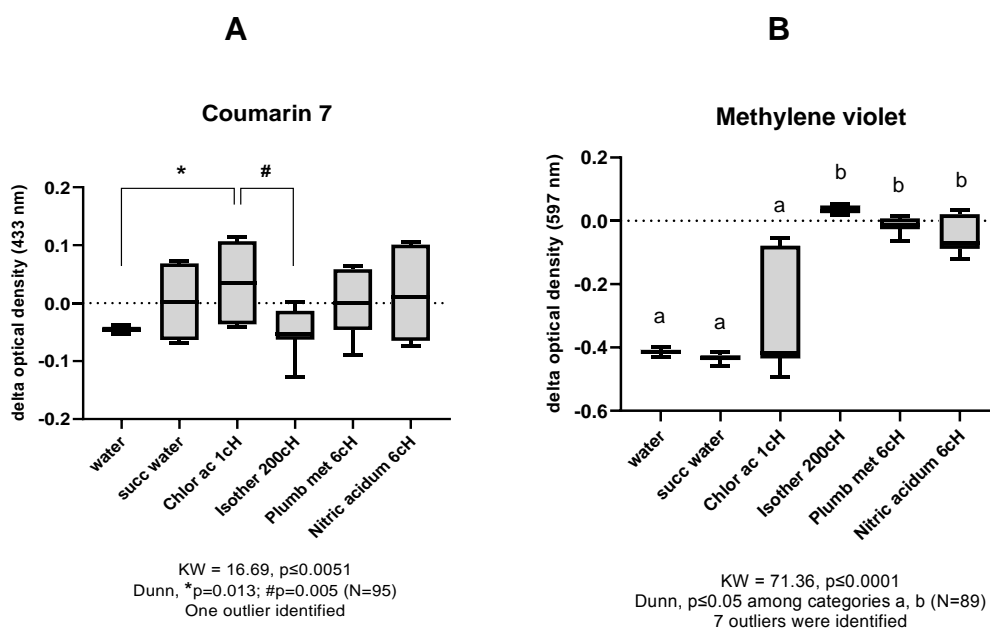 A
Coumarin 7
delta optical density (433 nm)
0.2
0.1
0.0
-0.1
-0.2
*
#
water
succ water
Chlor ac 1cH
Isother 200cH
Plumb met 6cH
Nitric acidum 6cH
KW = 16.69, p≤0.0051
Dunn, *p=0.013; #p=0.005 (N=95)
One outlier identified
B
Methylene violet
delta optical density (597 nm)
0.2
0.0
-0.2
-0.4
-0.6
a
a
a
b
b
b
water
succ water
Chlor ac 1cH
Isother 200cH
Plumb met 6cH
Nitric acidum 6cH
KW = 71.36, p≤0.0001
Dunn, p≤0.05 among categories a, b (N=89)
7 outliers were identified